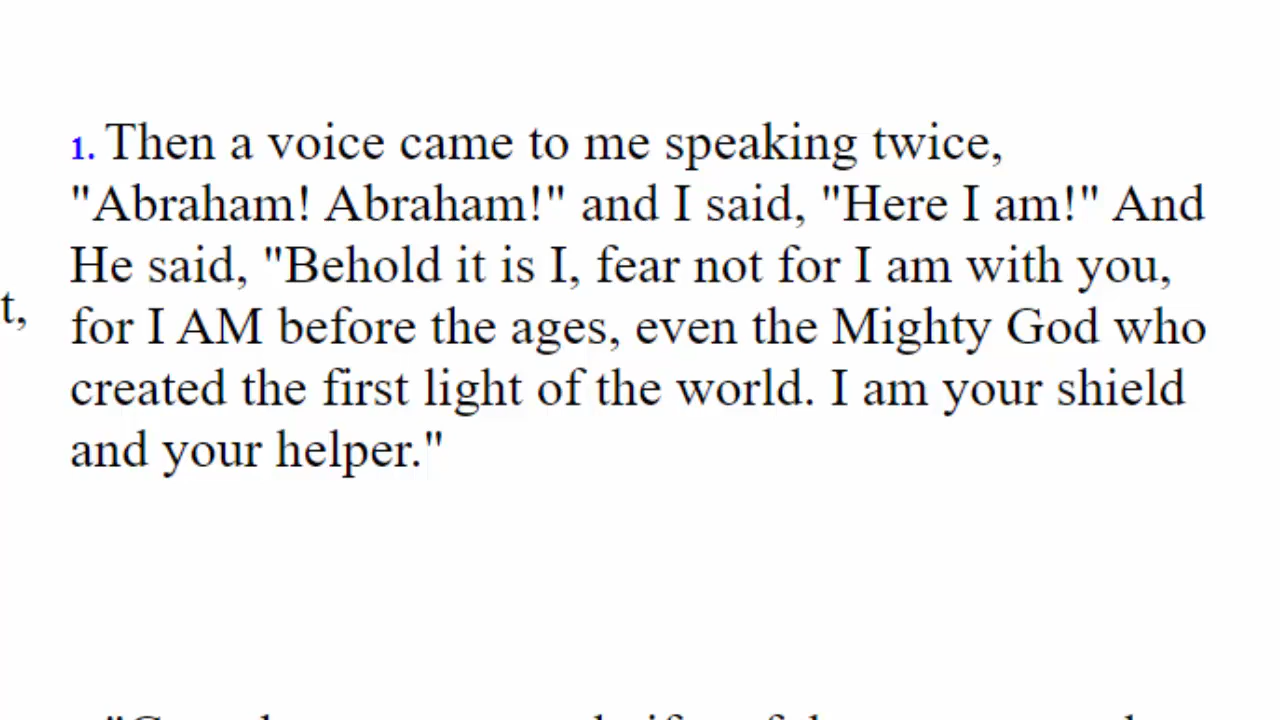 1. Then a voice came to me speaking twice,
"Abraham! Abraham!" and I said, "Here I am!" And
He said, "Behold it is I, fear not for I am with you,
t,
for I AM before the ages, even the Mighty God who
created the first light of the world. I am your shield
and your helper."